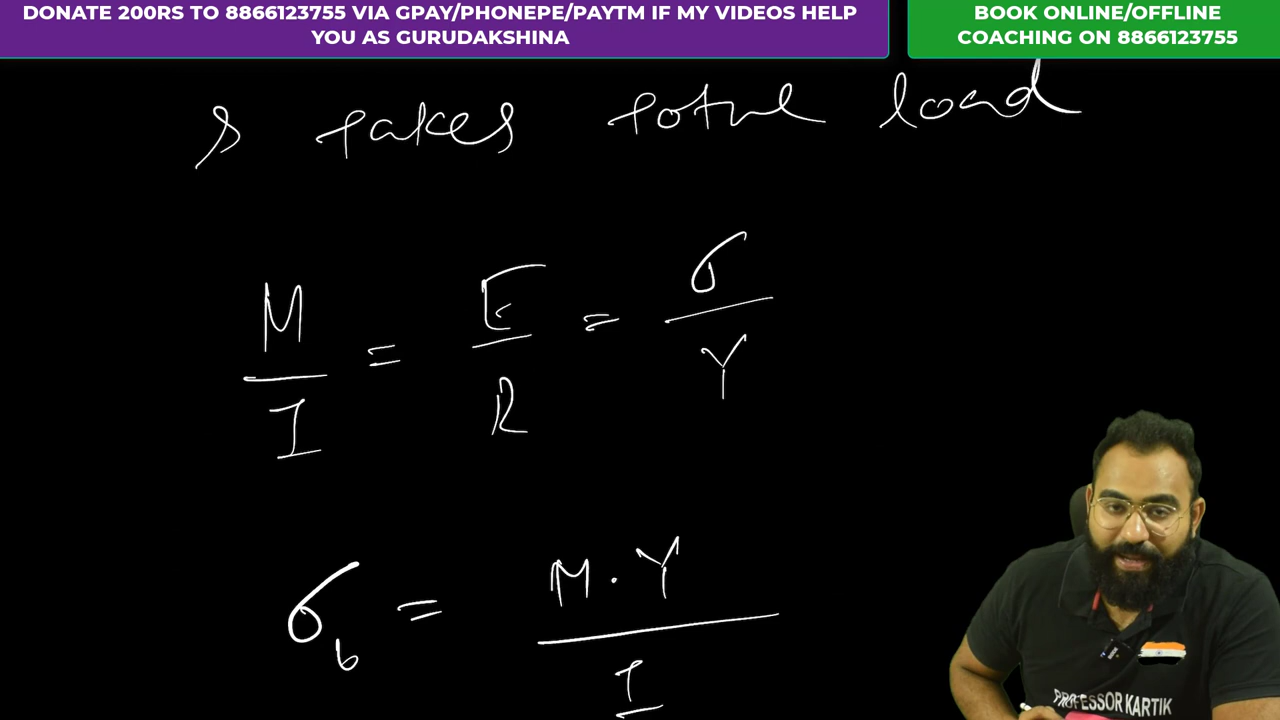 DONATE 200RS TO 8866123755 VIA GPAY/PHONEPE/PAYTM IF MY VIDEOS HELP
YOU AS GURUDAKSHINA
BOOK ONLINE/OFFLINE
COACHING ON 8866123755
s takes total load
M/I = E/R = σ/Y
σb = M·Y/I
PROFESSOR KARTIK